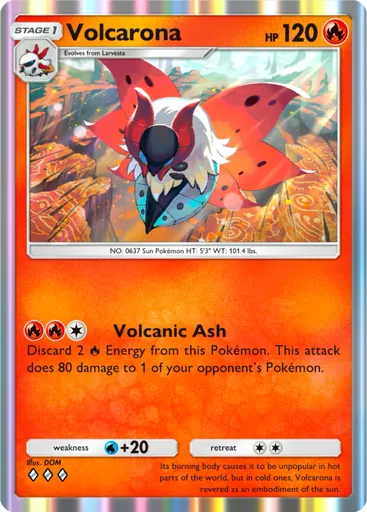 STAGE 1 Volcarona HP 120
Evolves from Larvesta
NO. 0637 Sun Pokémon HT: 5'3" WT: 101.4 lbs.
Volcanic Ash
Discard 2 Energy from this Pokémon. This attack
does 80 damage to 1 of your opponent's Pokémon.
weakness +20 retreat
Illus. DOM
Its burning body causes it to be unpopular in hot
parts of the world, but in cold ones, Volcarona is
revered as an embodiment of the sun.